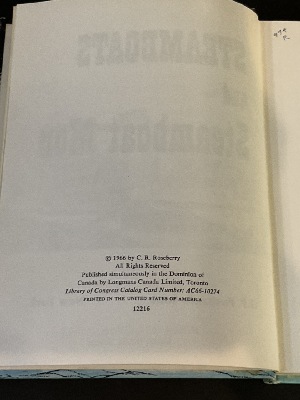 © 1966 by C. R. Roseberry
All Rights Reserved
Published simultaneously in the Dominion of
Canada by Longmans Canada Limited, Toronto
Library of Congress Catalog Card Number: AC66-10274
PRINTED IN THE UNITED STATES OF AMERICA
12216